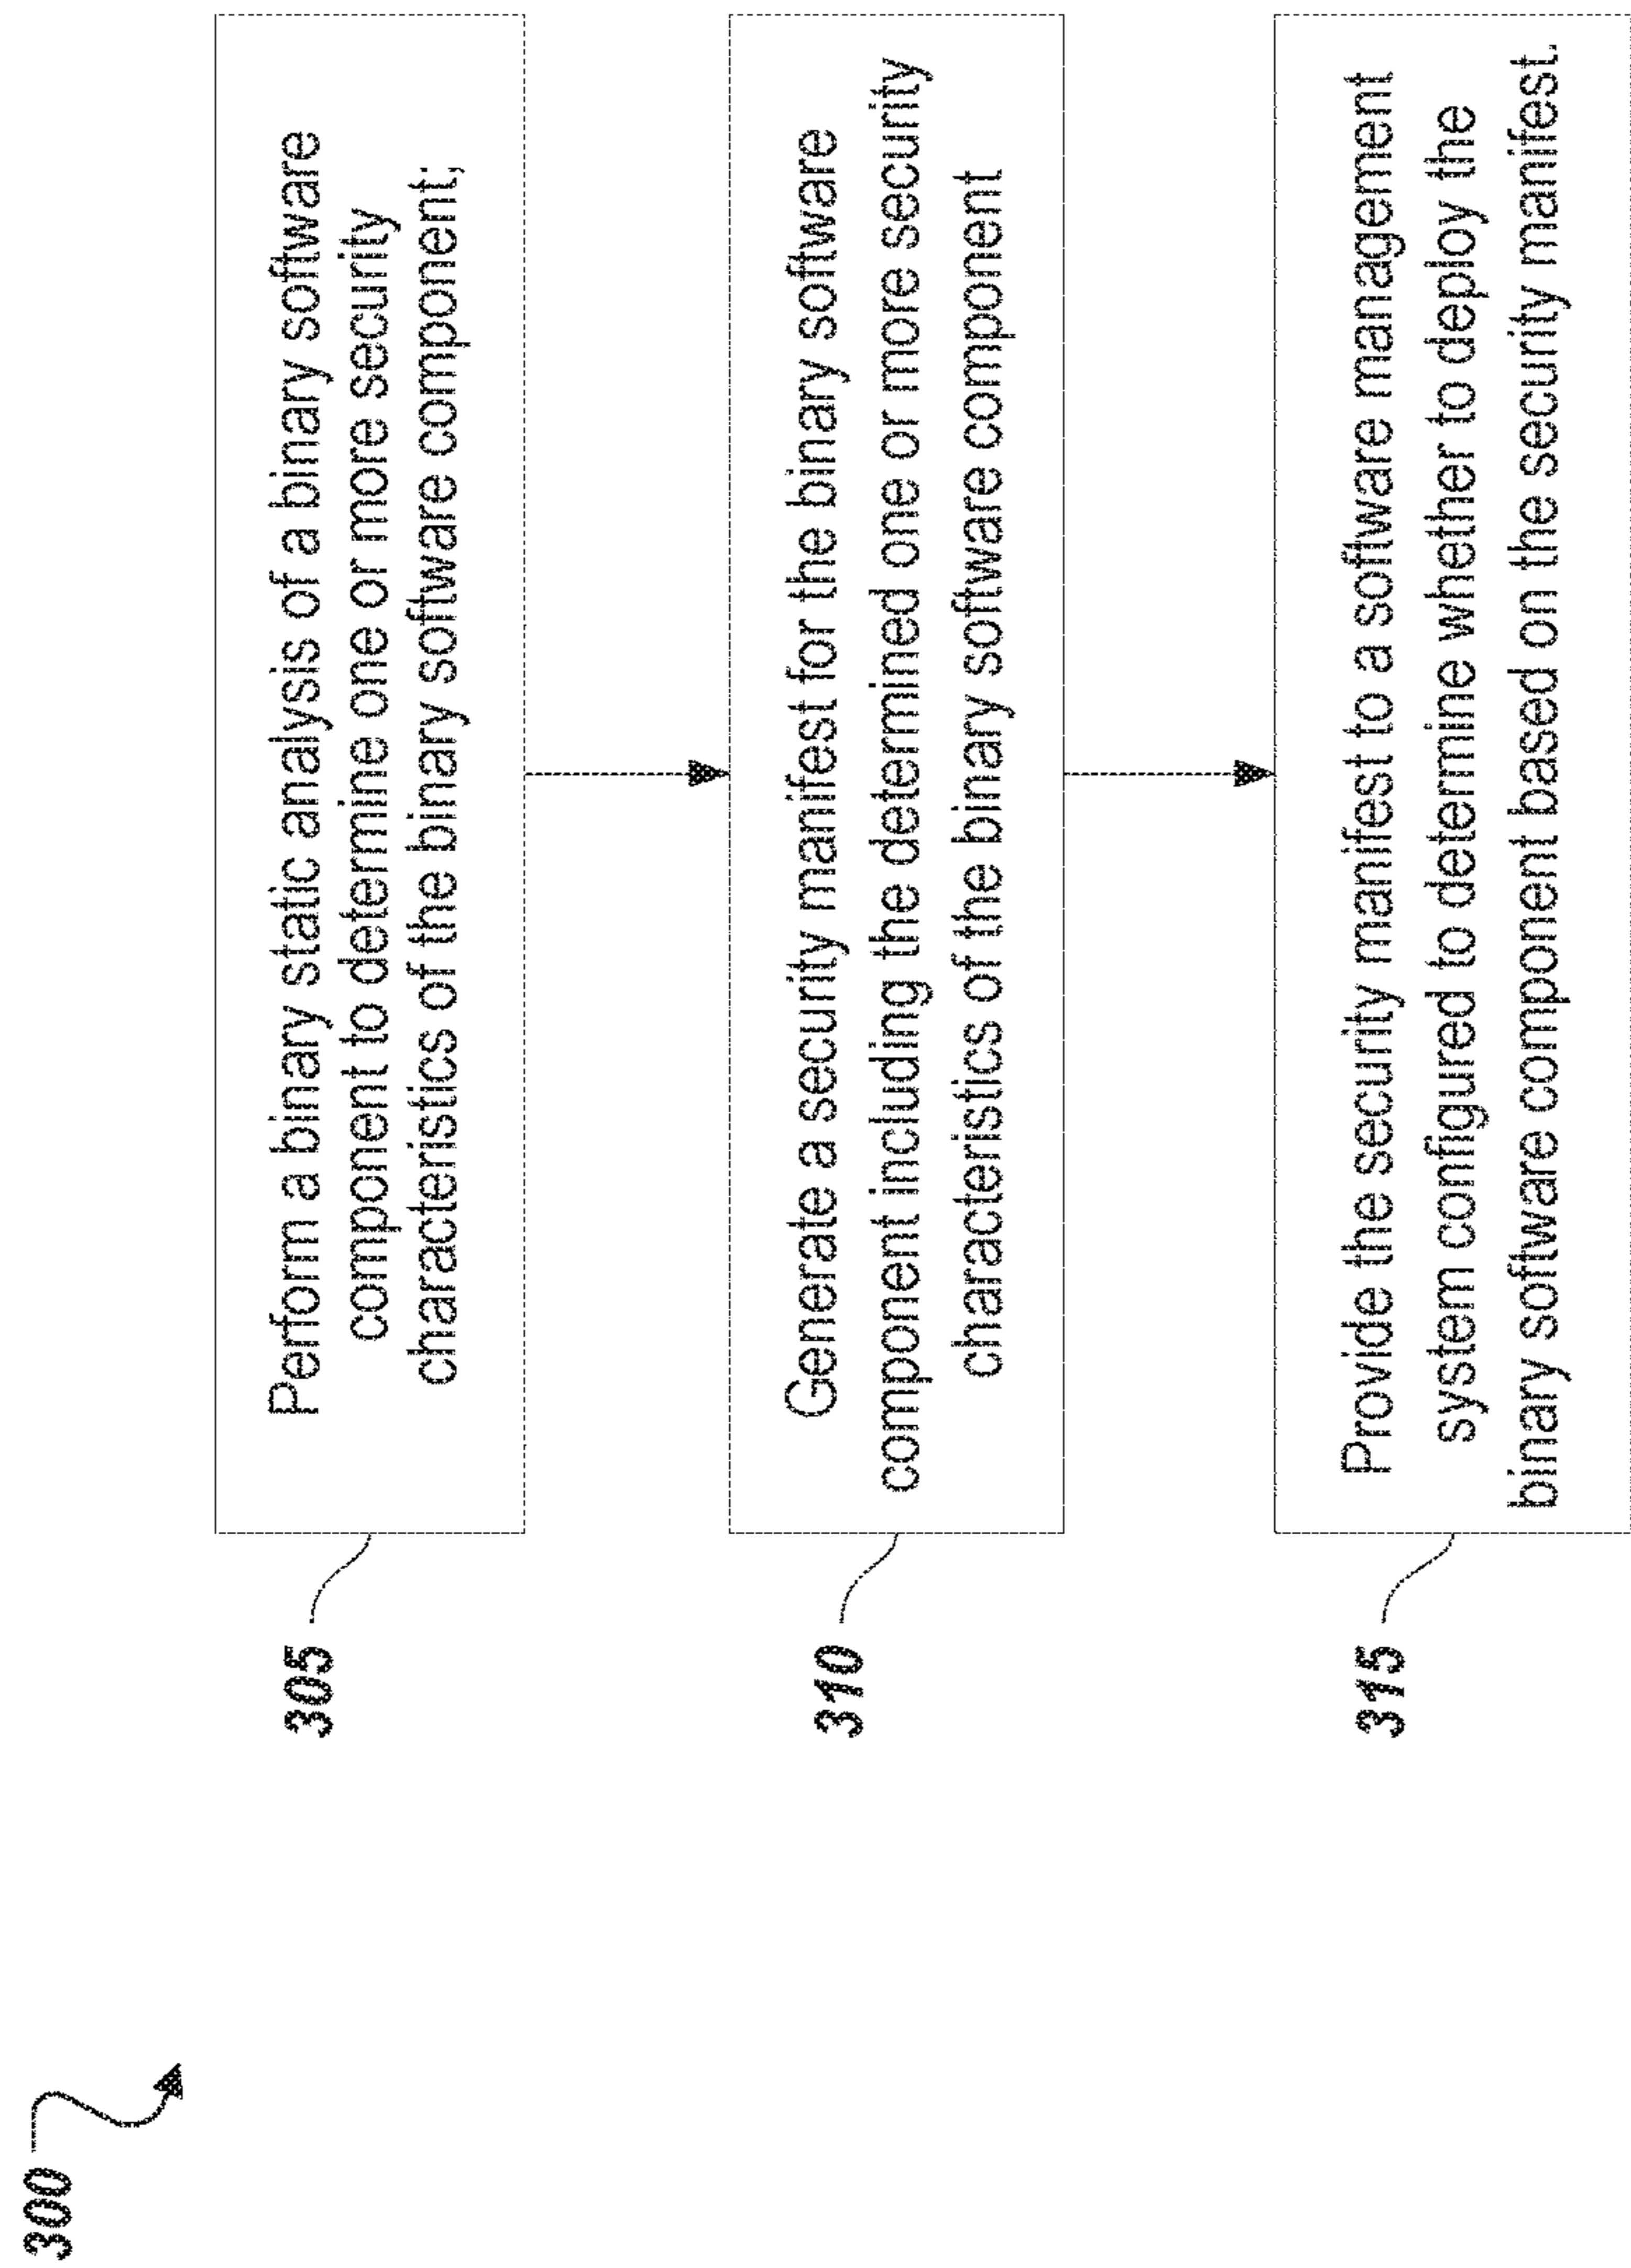 300
305
Perform a binary static analysis of a binary software
component to determine one or more security
characteristics of the binary software component;
310
Generate a security manifest for the binary software
component including the determined one or more security
characteristics of the binary software component
315
Provide the security manifest to a software management
system configured to determine whether to deploy the
binary software component based on the security manifest.